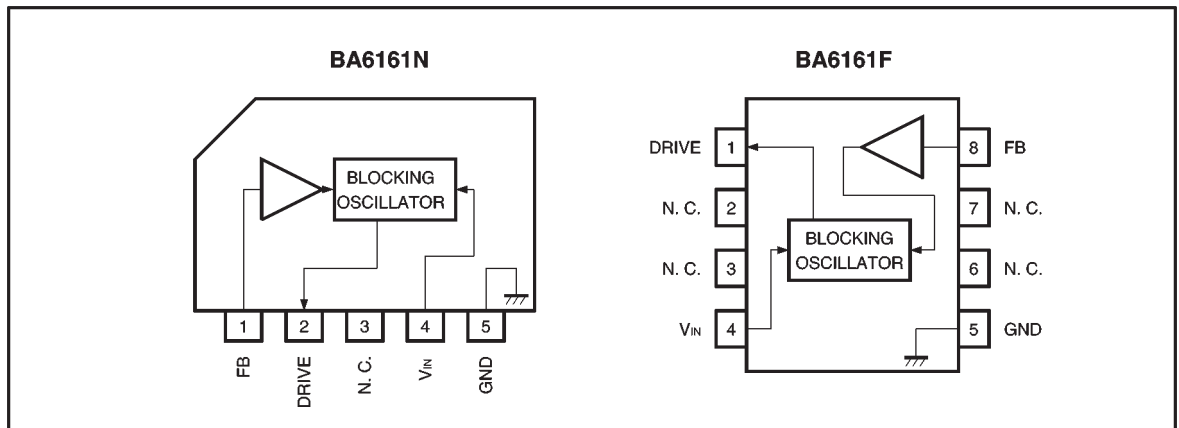 BA6161N
BLOCKING
OSCILLATOR
1
2
3
4
5
FB
DRIVE
N. C.
VIN
GND
BA6161F
DRIVE
1
8
FB
N. C.
2
7
N. C.
BLOCKING
OSCILLATOR
N. C.
3
6
N. C.
VIN
4
5
GND